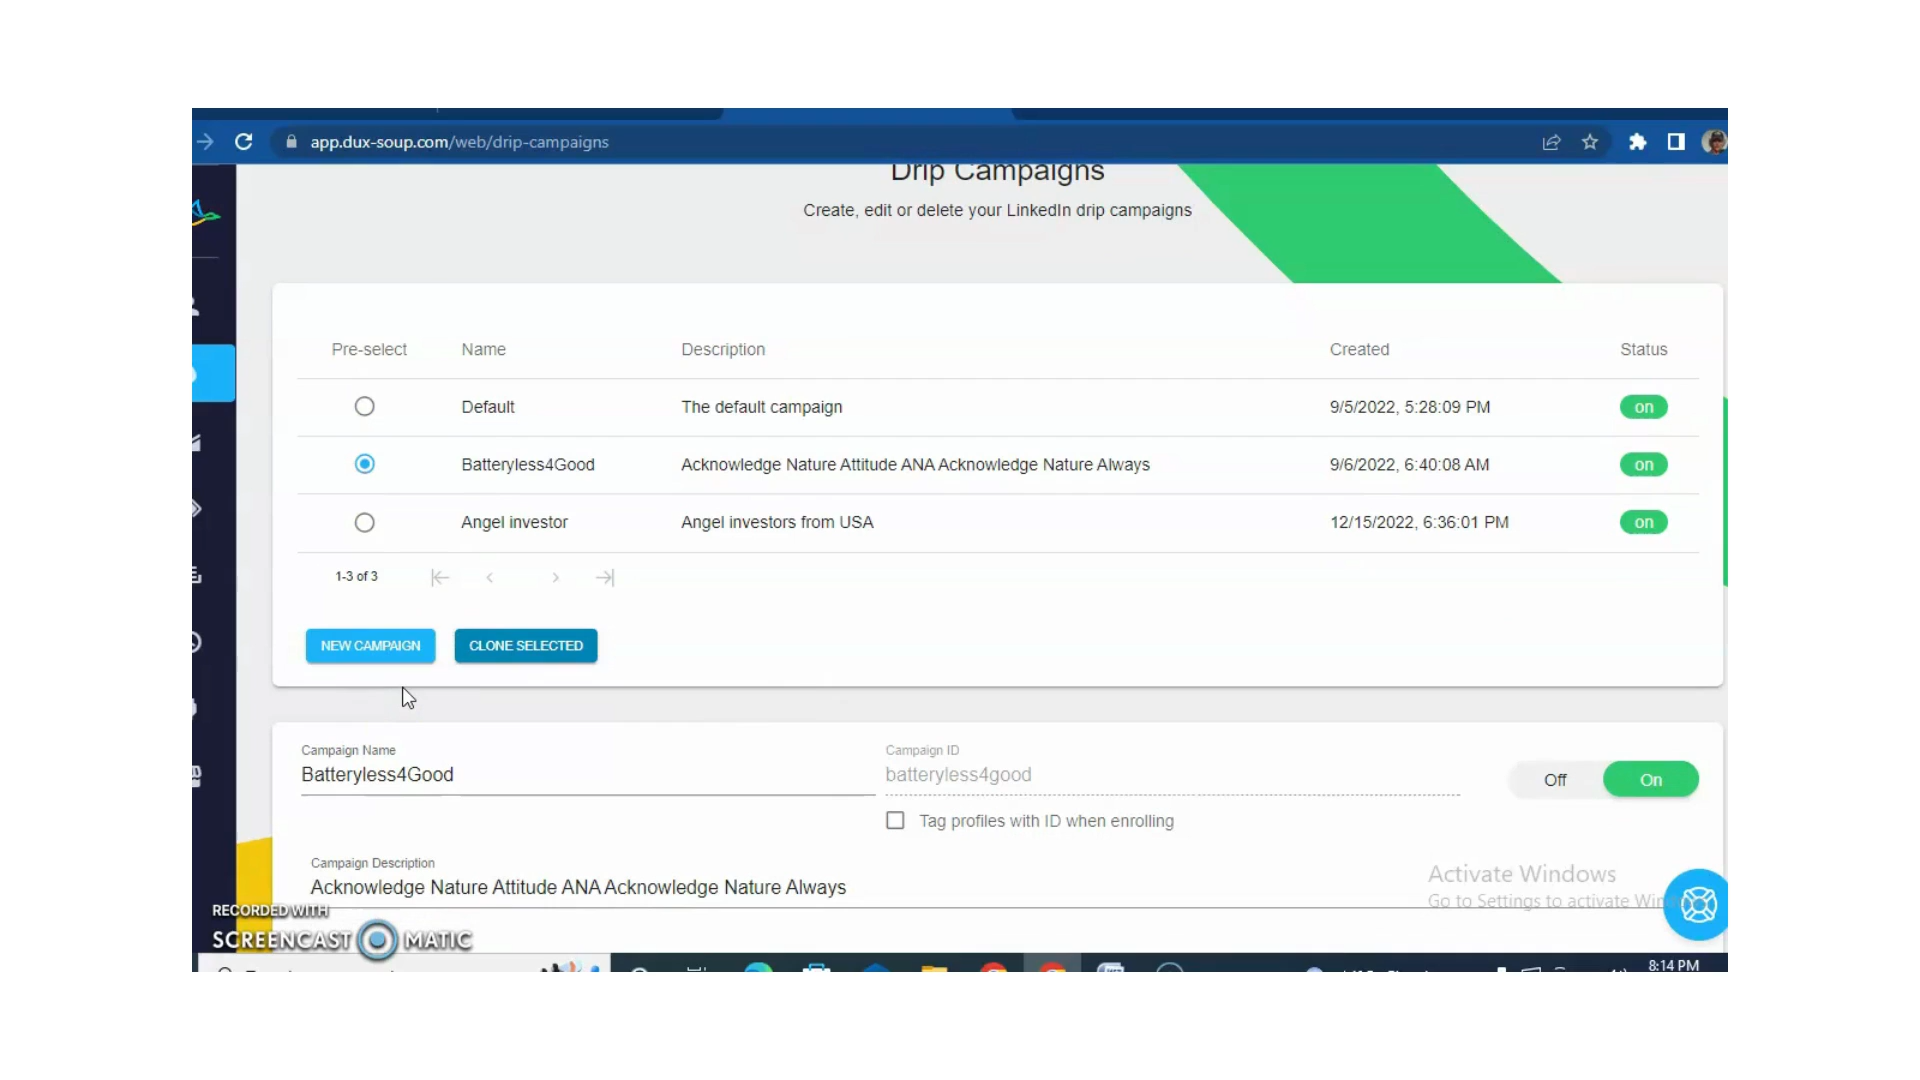 app.dux-soup.com/web/drip-campaigns
Drip Campaigns
Create, edit or delete your LinkedIn drip campaigns
Pre-select Name Description Created Status
Default The default campaign 9/5/2022, 5:28:09 PM on
Batteryless4Good Acknowledge Nature Attitude ANA Acknowledge Nature Always 9/6/2022, 6:40:08 AM on
Angel investor Angel investors from USA 12/15/2022, 6:36:01 PM on
1-3 of 3
NEW CAMPAIGN CLONE SELECTED
Campaign Name Campaign ID
Batteryless4Good batteryless4good Off On
Tag profiles with ID when enrolling
Campaign Description
Acknowledge Nature Attitude ANA Acknowledge Nature Always
Activate Windows
Go to Settings to activate
RECORDED WITH
SCREENCAST MATIC
8:14 PM